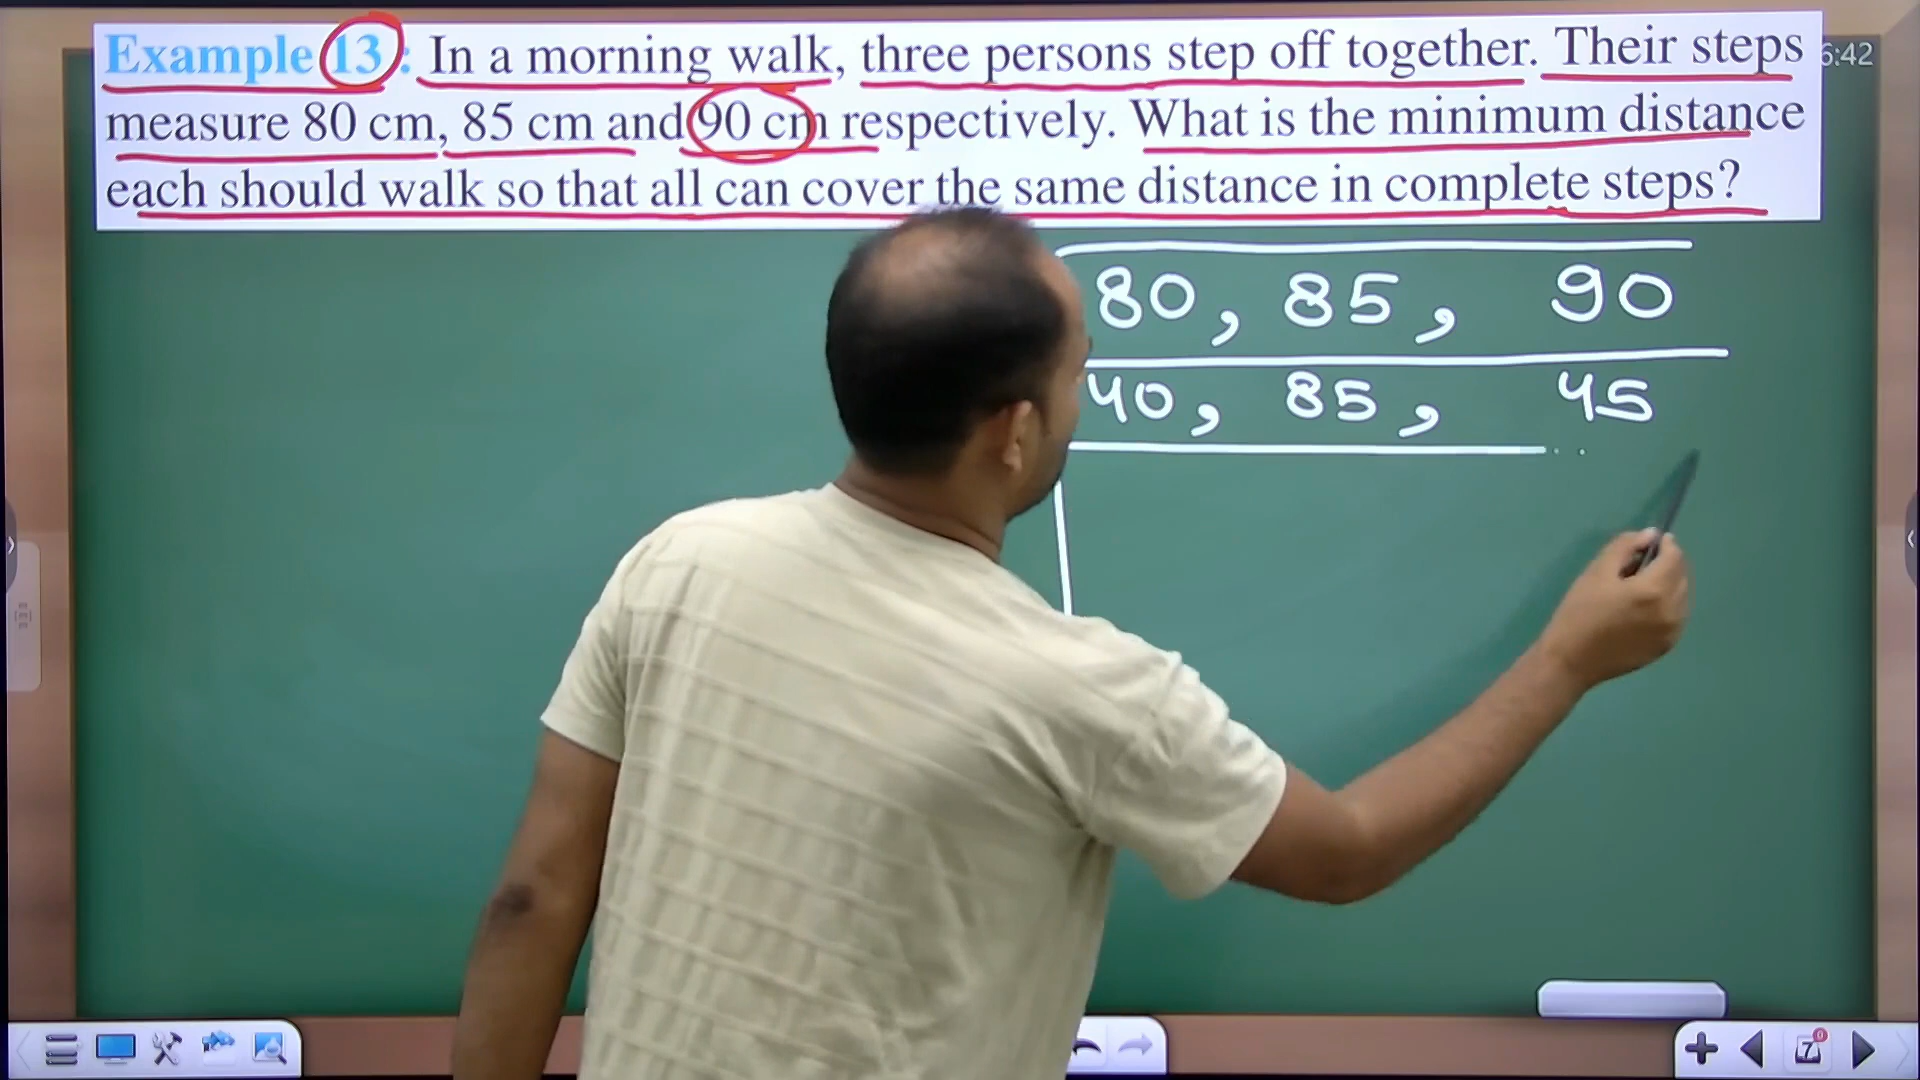 Example 13: In a morning walk, three persons step off together. Their steps
measure 80 cm, 85 cm and 90 cm respectively. What is the minimum distance
each should walk so that all can cover the same distance in complete steps?
6:42
80, 85, 90
40, 85, 45
7
0